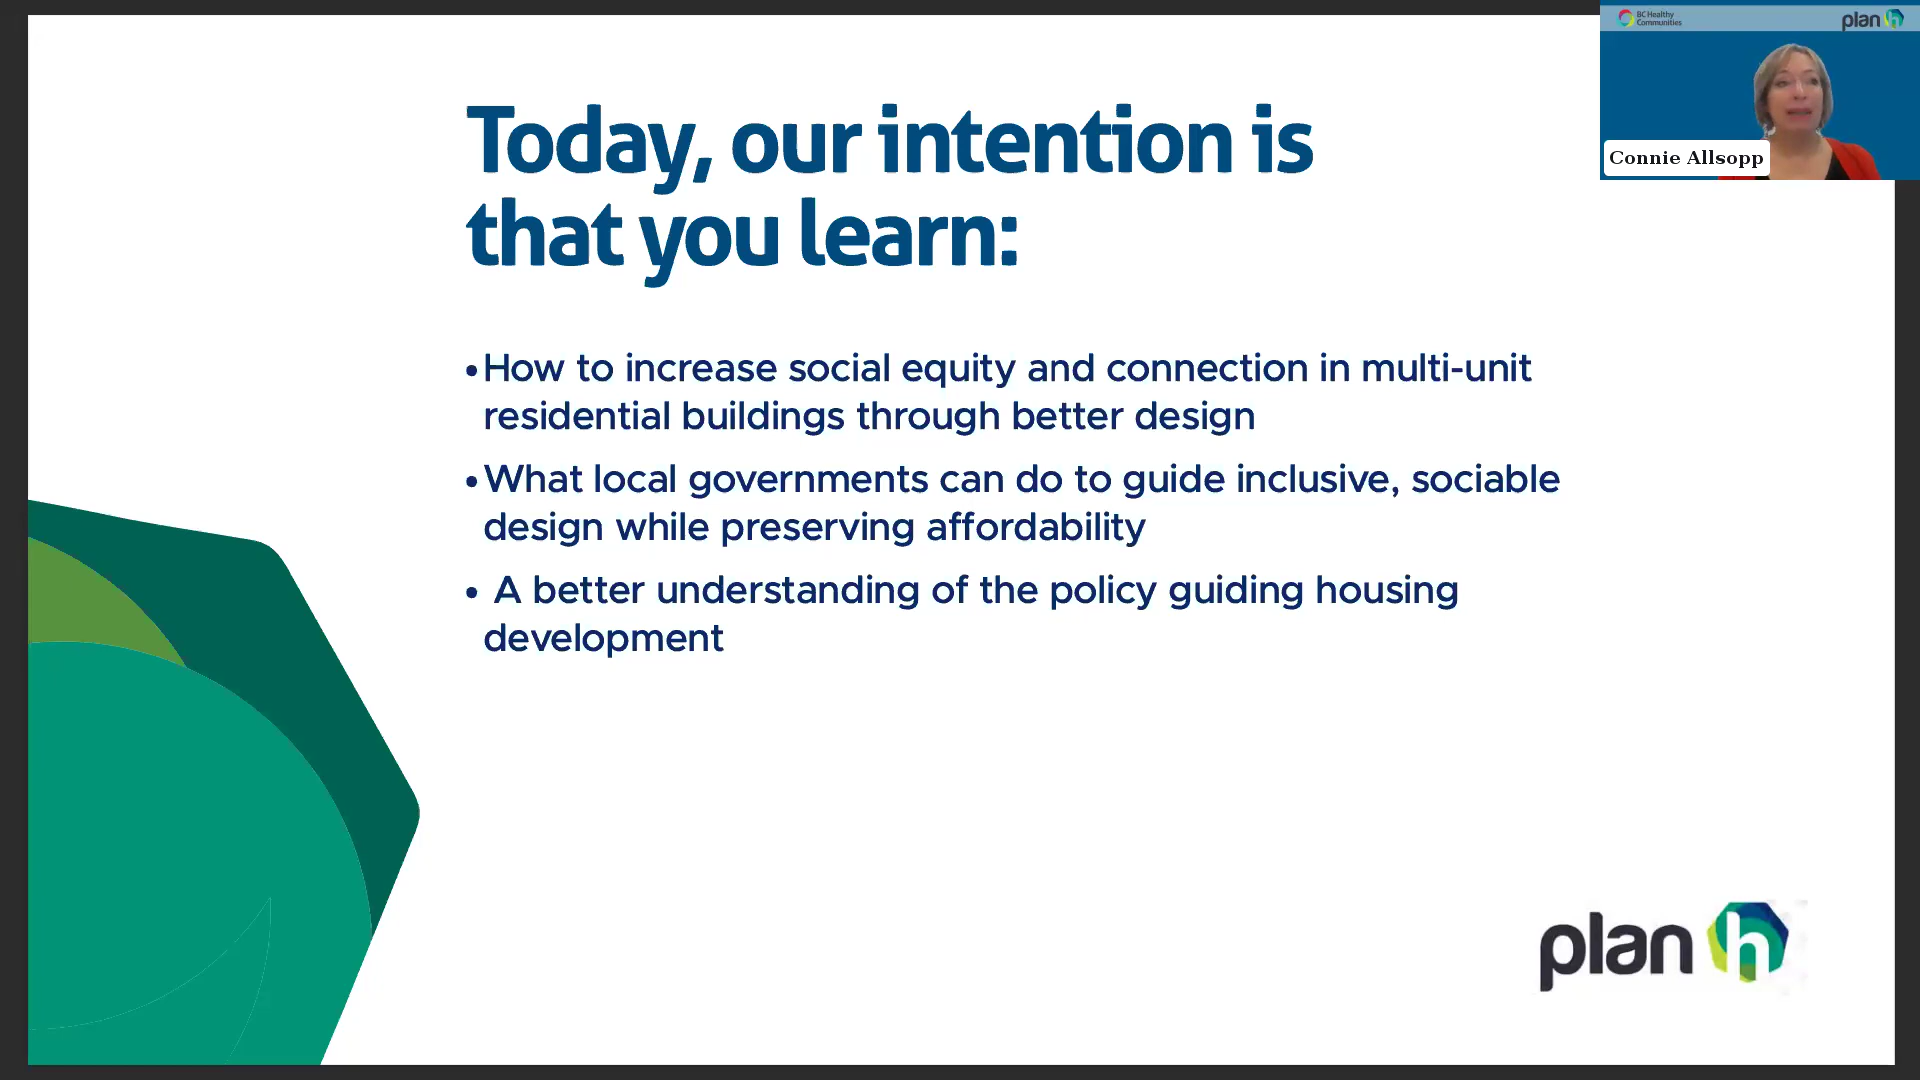 BC Healthy
Communities
plan h
Connie Allsopp
Today, our intention is
that you learn:
•How to increase social equity and connection in multi-unit
residential buildings through better design
•What local governments can do to guide inclusive, sociable
design while preserving affordability
• A better understanding of the policy guiding housing
development
plan h